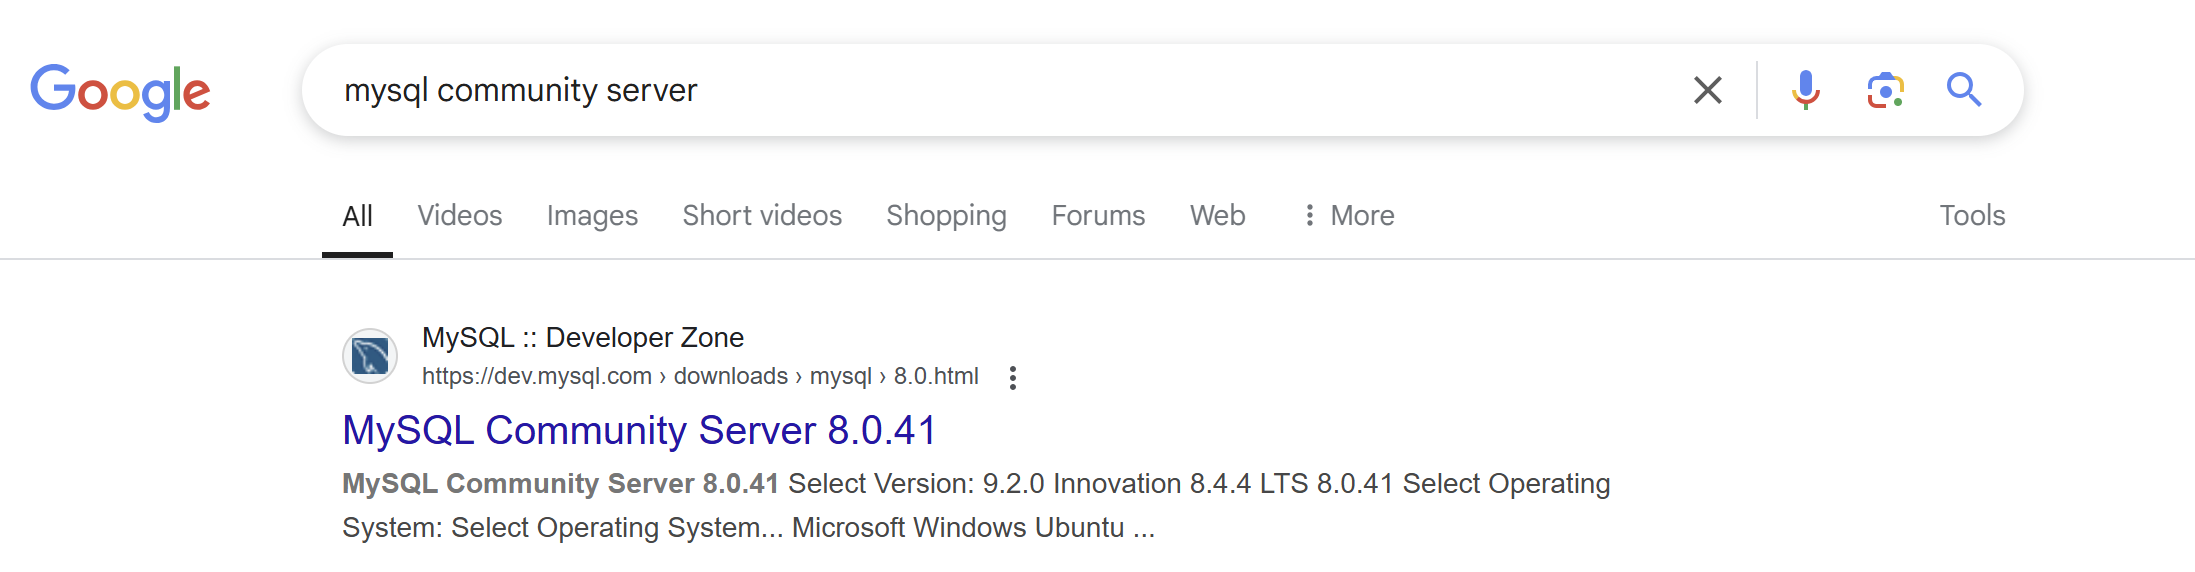 Google
mysql community server
All Videos Images Short videos Shopping Forums Web More Tools
MySQL :: Developer Zone
https://dev.mysql.com › downloads › mysql › 8.0.html
MySQL Community Server 8.0.41
MySQL Community Server 8.0.41 Select Version: 9.2.0 Innovation 8.4.4 LTS 8.0.41 Select Operating
System: Select Operating System... Microsoft Windows Ubuntu ...